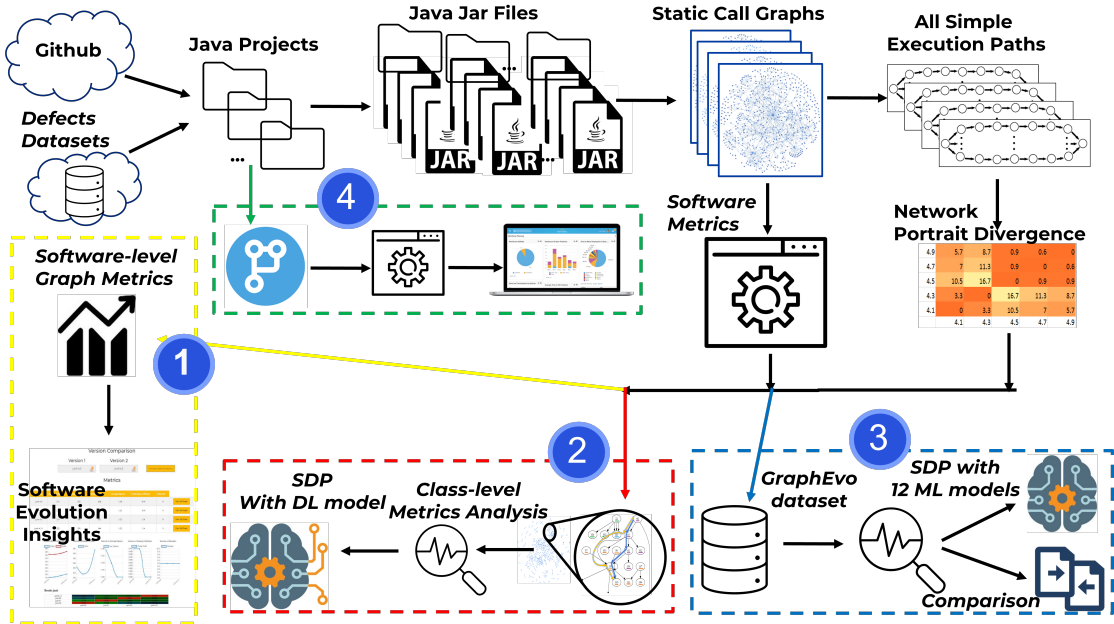 Github
Defects
Datasets
Java Projects
Java Jar Files
JAR
JAR
JAR
Static Call Graphs
All Simple
Execution Paths
Software
Metrics
Network
Portrait Divergence
4.9 5.7 8.7 0.9 0.6 0
4.7 7 11.3 0.9 0 0.6
4.5 10.5 16.7 0 0.9 0.9
4.3 3.3 0 16.7 11.3 8.7
4.1 0 3.3 10.5 7 5.7
4.1 4.3 4.5 4.7 4.9
4
Software-level
Graph Metrics
1
Version Comparison
Version 1 Version 2
Metrics
Software
Evolution
Insights
2
SDP
With DL model
Class-level
Metrics Analysis
3
GraphEvo
dataset
SDP with
12 ML models
Comparison